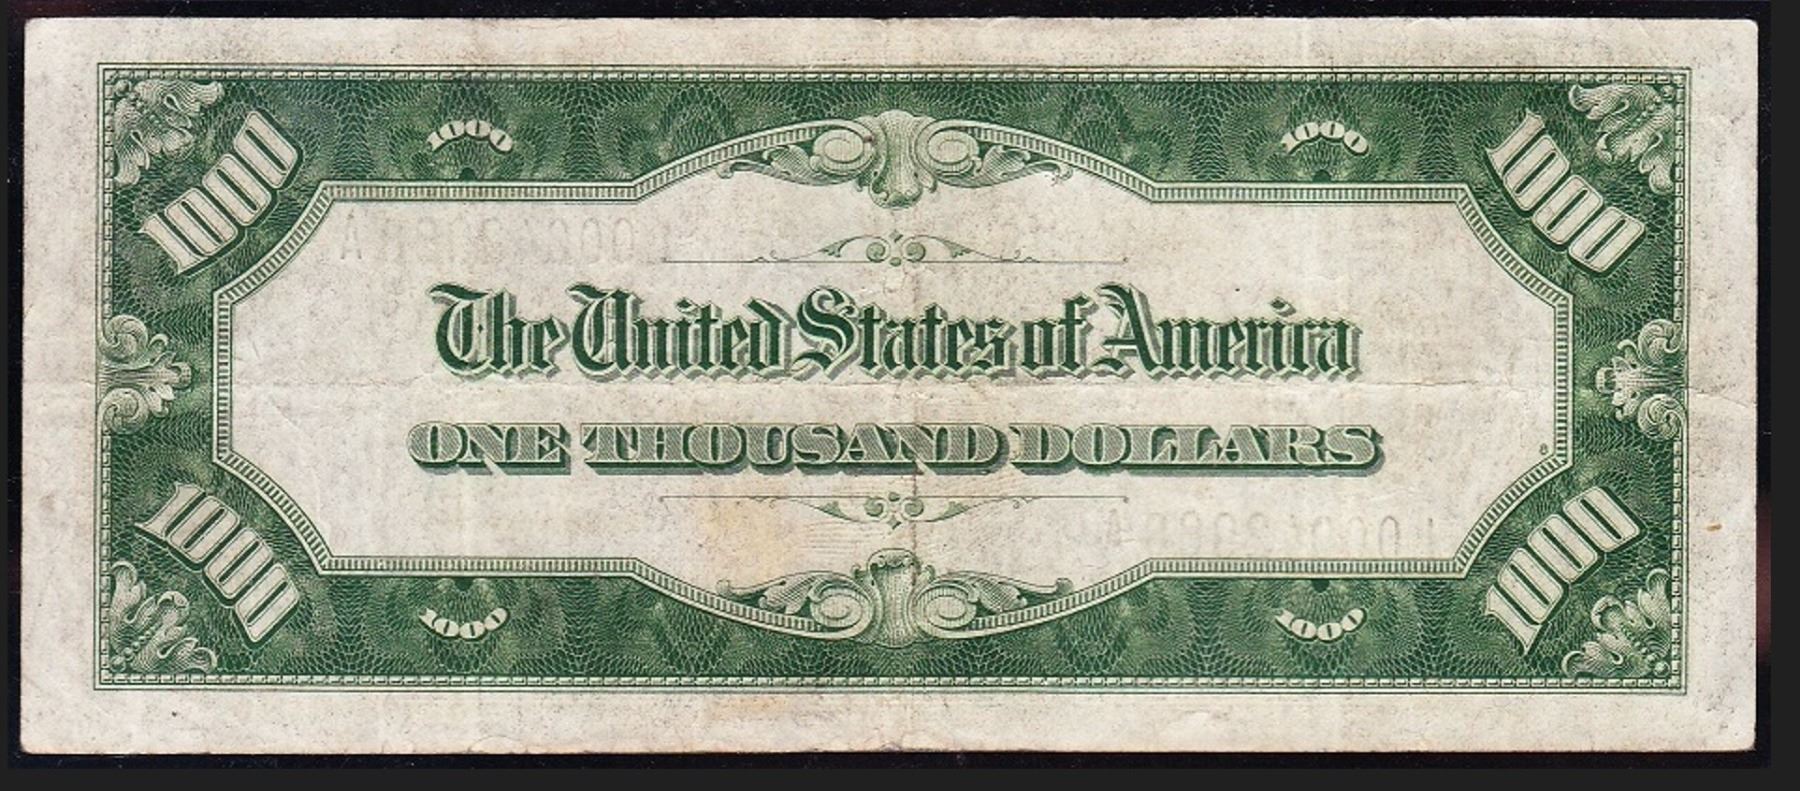 1000 1000 1000 1000
The United States of America
ONE THOUSAND DOLLARS
1000 1000 1000 1000